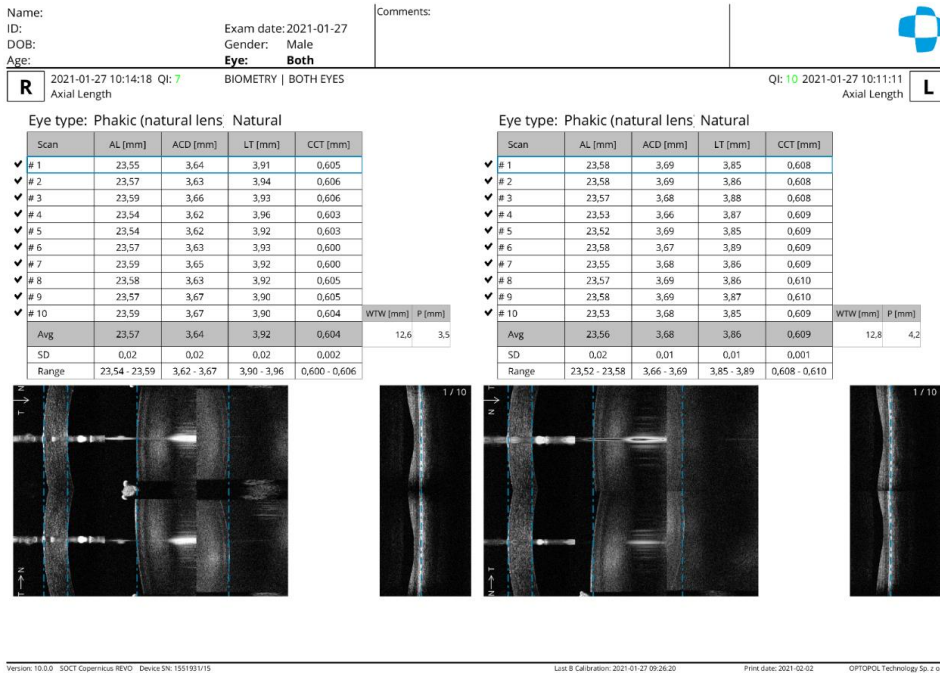 Name:
ID:
DOB:
Age:
Exam date: 2021-01-27
Gender: Male
Eye: Both
Comments:
R
2021-01-27 10:14:18 QI: 7
Axial Length
BIOMETRY | BOTH EYES
QI: 10 2021-01-27 10:11:11
Axial Length
L
Eye type: Phakic (natural lens Natural
Scan AL [mm] ACD [mm] LT [mm] CCT [mm]
# 1 23,55 3,64 3,91 0,605
# 2 23,57 3,63 3,94 0,606
# 3 23,59 3,66 3,93 0,606
# 4 23,54 3,62 3,96 0,603
# 5 23,54 3,62 3,92 0,603
# 6 23,57 3,63 3,93 0,600
# 7 23,59 3,65 3,92 0,600
# 8 23,58 3,63 3,92 0,605
# 9 23,57 3,67 3,90 0,605
# 10 23,59 3,67 3,90 0,604 WTW [mm] P [mm]
Avg 23,57 3,64 3,92 0,604 12,6 3,5
SD 0,02 0,02 0,02 0,002
Range 23,54 - 23,59 3,62 - 3,67 3,90 - 3,96 0,600 - 0,606
Eye type: Phakic (natural lens Natural
Scan AL [mm] ACD [mm] LT [mm] CCT [mm]
# 1 23,58 3,69 3,85 0,608
# 2 23,58 3,69 3,86 0,608
# 3 23,57 3,68 3,88 0,608
# 4 23,53 3,66 3,87 0,609
# 5 23,52 3,69 3,85 0,609
# 6 23,58 3,67 3,89 0,609
# 7 23,55 3,68 3,86 0,609
# 8 23,57 3,69 3,86 0,610
# 9 23,58 3,69 3,87 0,610
# 10 23,53 3,68 3,85 0,609 WTW [mm] P [mm]
Avg 23,56 3,68 3,86 0,609 12,8 4,2
SD 0,02 0,01 0,01 0,001
Range 23,52 - 23,58 3,66 - 3,69 3,85 - 3,89 0,608 - 0,610
T → N
T → N
1 / 10
N → T
N → T
1 / 10
Version: 10.0.0 SOCT Copernicus REVO Device SN: 1551931/15
Last B Calibration: 2021-01-27 09:26:20
Print date: 2021-02-02
OPTOPOL Technology Sp. z o